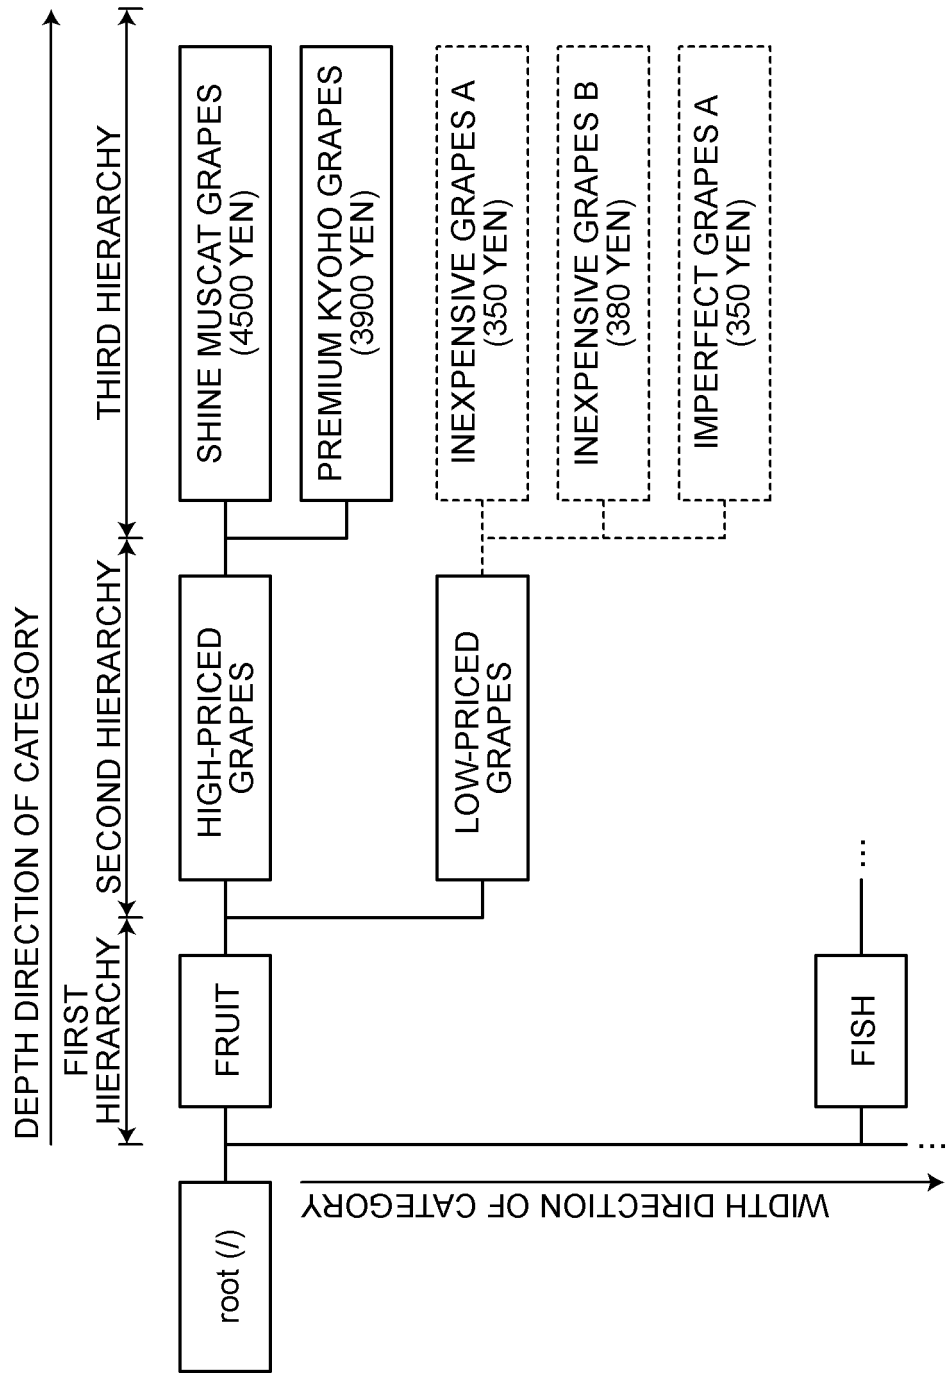 DEPTH DIRECTION OF CATEGORY
FIRST
HIERARCHY
SECOND HIERARCHY
THIRD HIERARCHY
root (/)
FRUIT
HIGH-PRICED
GRAPES
SHINE MUSCAT GRAPES
(4500 YEN)
PREMIUM KYOHO GRAPES
(3900 YEN)
LOW-PRICED
GRAPES
INEXPENSIVE GRAPES A
(350 YEN)
INEXPENSIVE GRAPES B
(380 YEN)
IMPERFECT GRAPES A
(350 YEN)
FISH
...
...
WIDTH DIRECTION OF CATEGORY